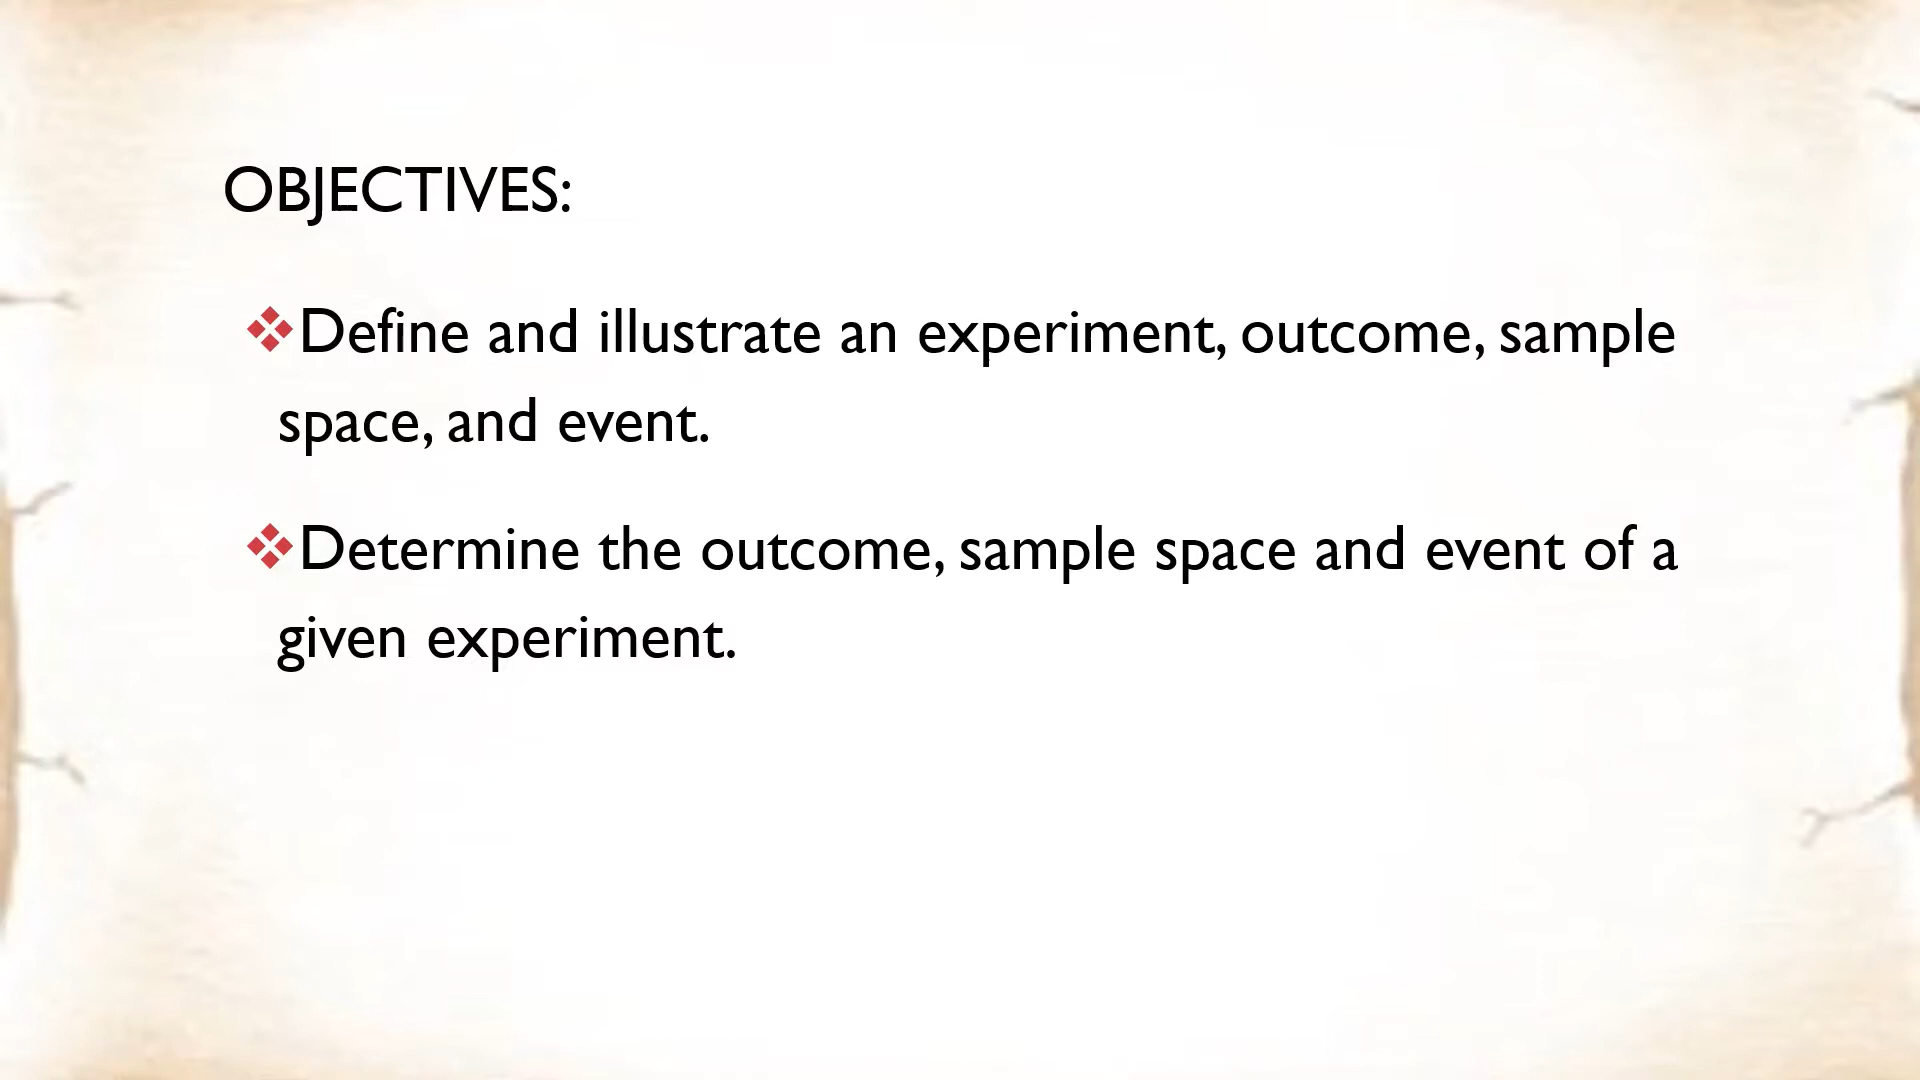 OBJECTIVES:
❖Define and illustrate an experiment, outcome, sample
space, and event.
❖Determine the outcome, sample space and event of a
given experiment.